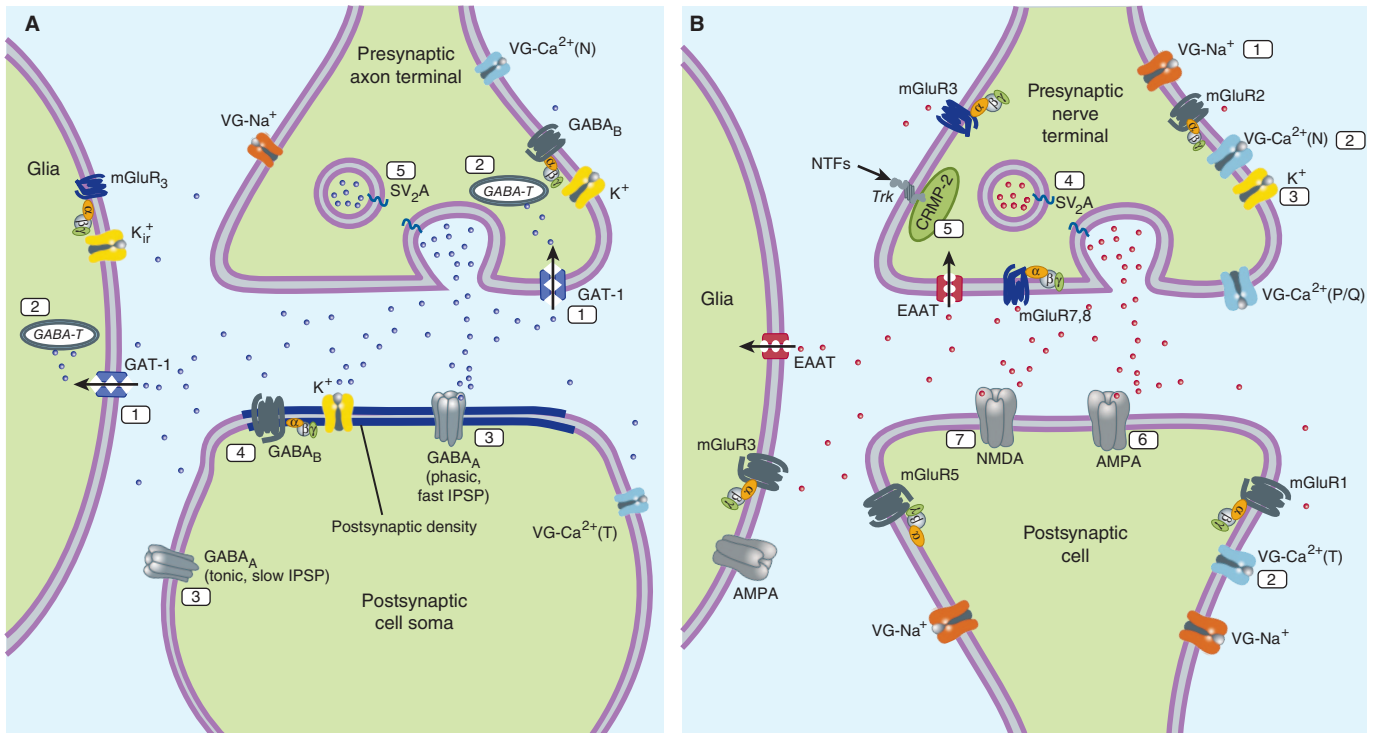 A
Presynaptic
axon terminal
VG-Ca2+(N)
VG-Na+
GABAB
α
β
γ
K+
5
SV2A
2
GABA-T
GAT-1
1
Glia
mGluR3
α
β
γ
Kir+
2
GABA-T
GAT-1
1
K+
α
β
γ
4
GABAB
3
GABAA
(phasic,
fast IPSP)
Postsynaptic density
VG-Ca2+(T)
GABAA
(tonic, slow IPSP)
3
Postsynaptic
cell soma
B
VG-Na+
1
mGluR3
α
β
γ
Presynaptic
nerve
terminal
mGluR2
α
β
γ
VG-Ca2+(N)
2
K+
3
NTFs
Trk
CRMP-2
5
4
SV2A
EAAT
α
β
γ
mGluR7,8
VG-Ca2+(P/Q)
Glia
EAAT
7
NMDA
6
AMPA
mGluR3
α
β
γ
AMPA
mGluR5
β
γ
α
mGluR1
α
β
γ
Postsynaptic
cell
VG-Ca2+(T)
2
VG-Na+
VG-Na+